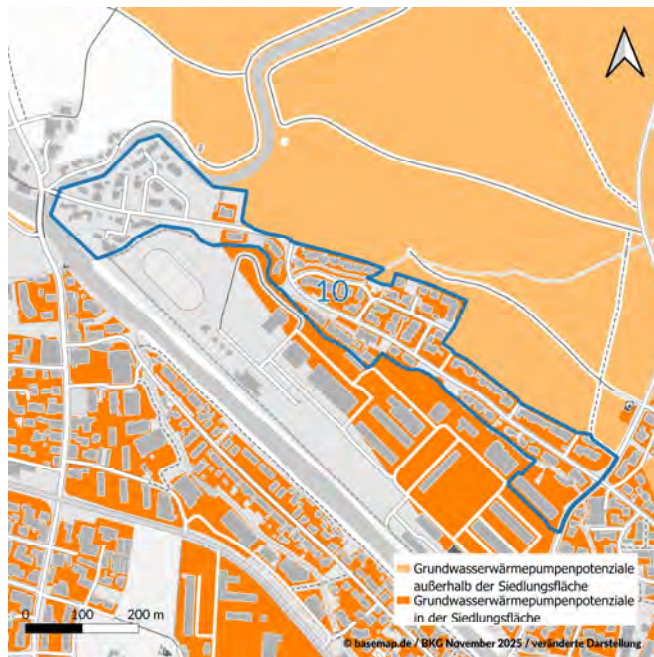 10
Grundwasserwärmepumpenpotenziale
außerhalb der Siedlungsfläche
Grundwasserwärmepumpenpotenziale
in der Siedlungsfläche
0 100 200 m
© basemap.de / BKG November 2025 / veränderte Darstellung